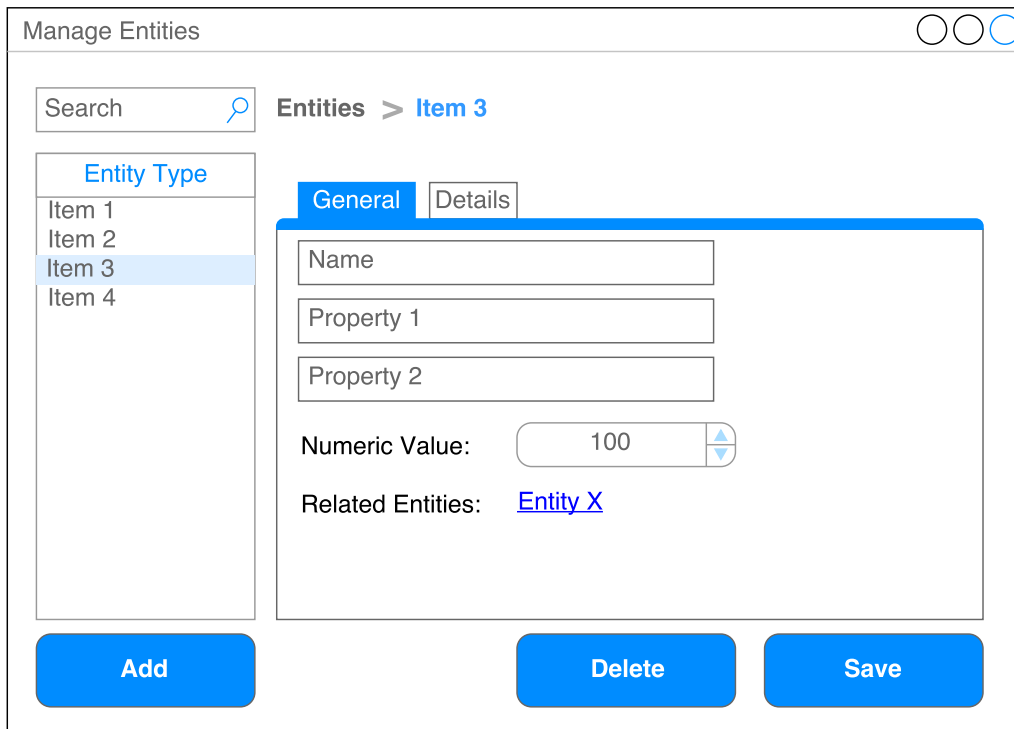 Manage Entities
Search
Entities > Item 3
Entity Type
Item 1
Item 2
Item 3
Item 4
General
Details
Name
Property 1
Property 2
Numeric Value: 100
Related Entities: Entity X
Add
Delete
Save